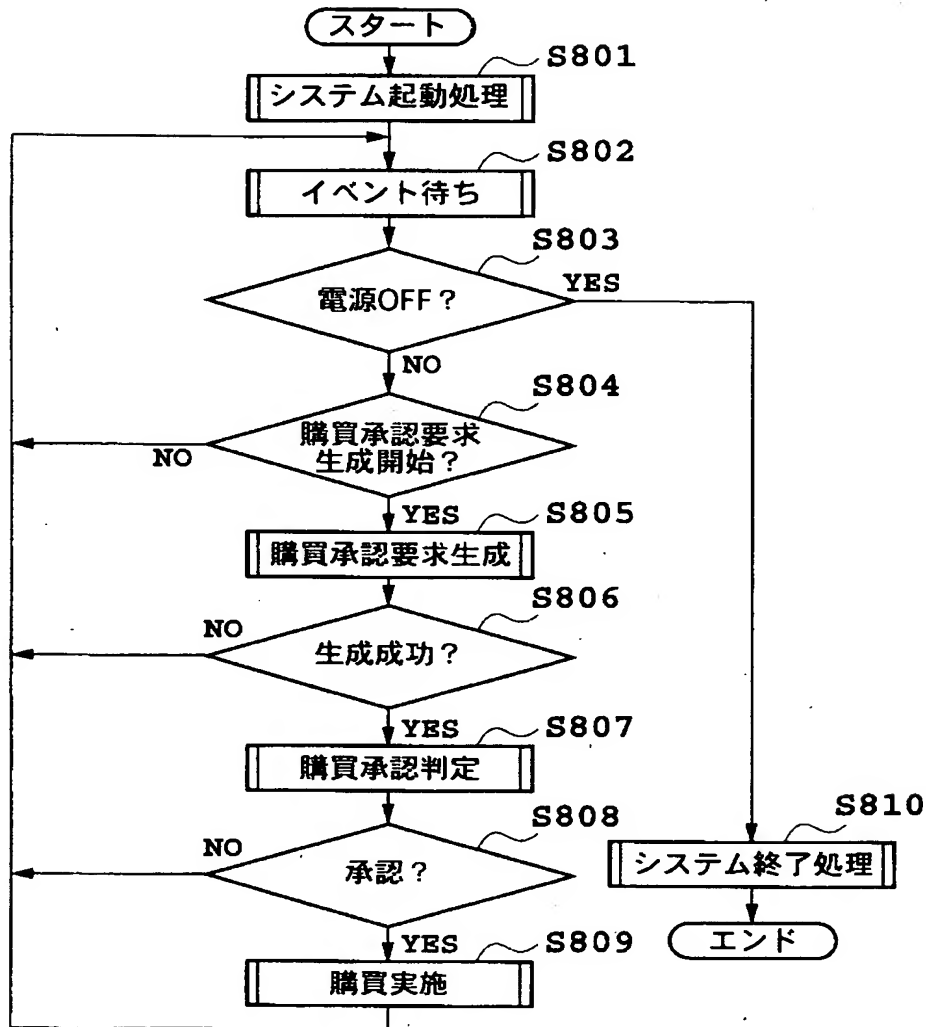 スタート
S801
システム起動処理
S802
イベント待ち
S803
電源OFF？
YES
NO
S804
購買承認要求
生成開始？
NO
YES
S805
購買承認要求生成
S806
NO
生成成功？
YES
S807
購買承認判定
S808
NO
承認？
S810
システム終了処理
YES
S809
エンド
購買実施